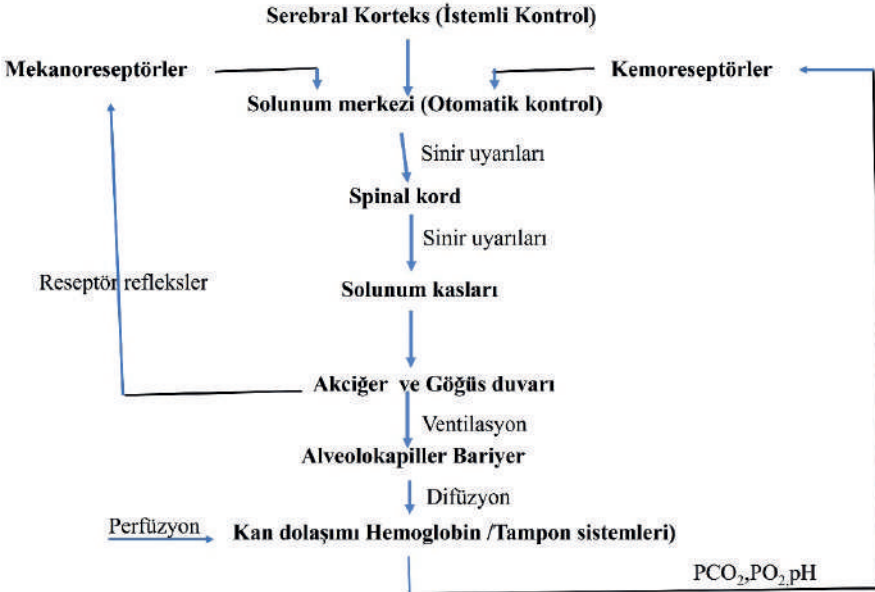 Serebral Korteks (İstemli Kontrol)
Mekanoreseptörler
Kemoreseptörler
Solunum merkezi (Otomatik kontrol)
Sinir uyarıları
Spinal kord
Sinir uyarıları
Reseptör refleksler
Solunum kasları
Akciğer ve Göğüs duvarı
Ventilasyon
Alveolokapiller Bariyer
Difüzyon
Perfüzyon
Kan dolaşımı Hemoglobin /Tampon sistemleri)
PCO₂,PO₂,pH